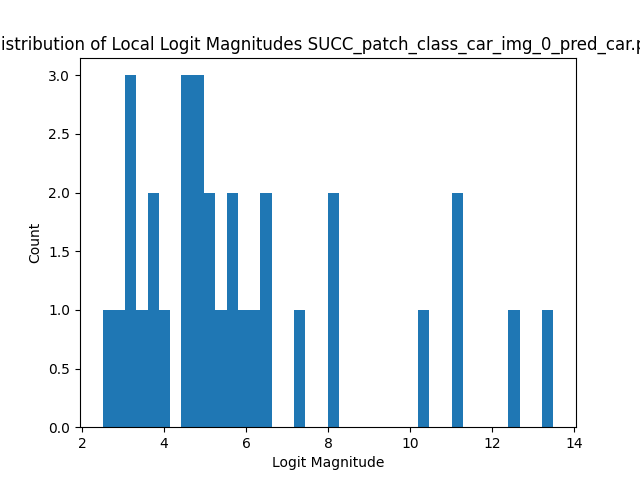 istribution of Local Logit Magnitudes SUCC_patch_class_car_img_0_pred_car.p
3.0
2.5
2.0
1.5
1.0
0.5
0.0
Count
2 4 6 8 10 12 14
Logit Magnitude